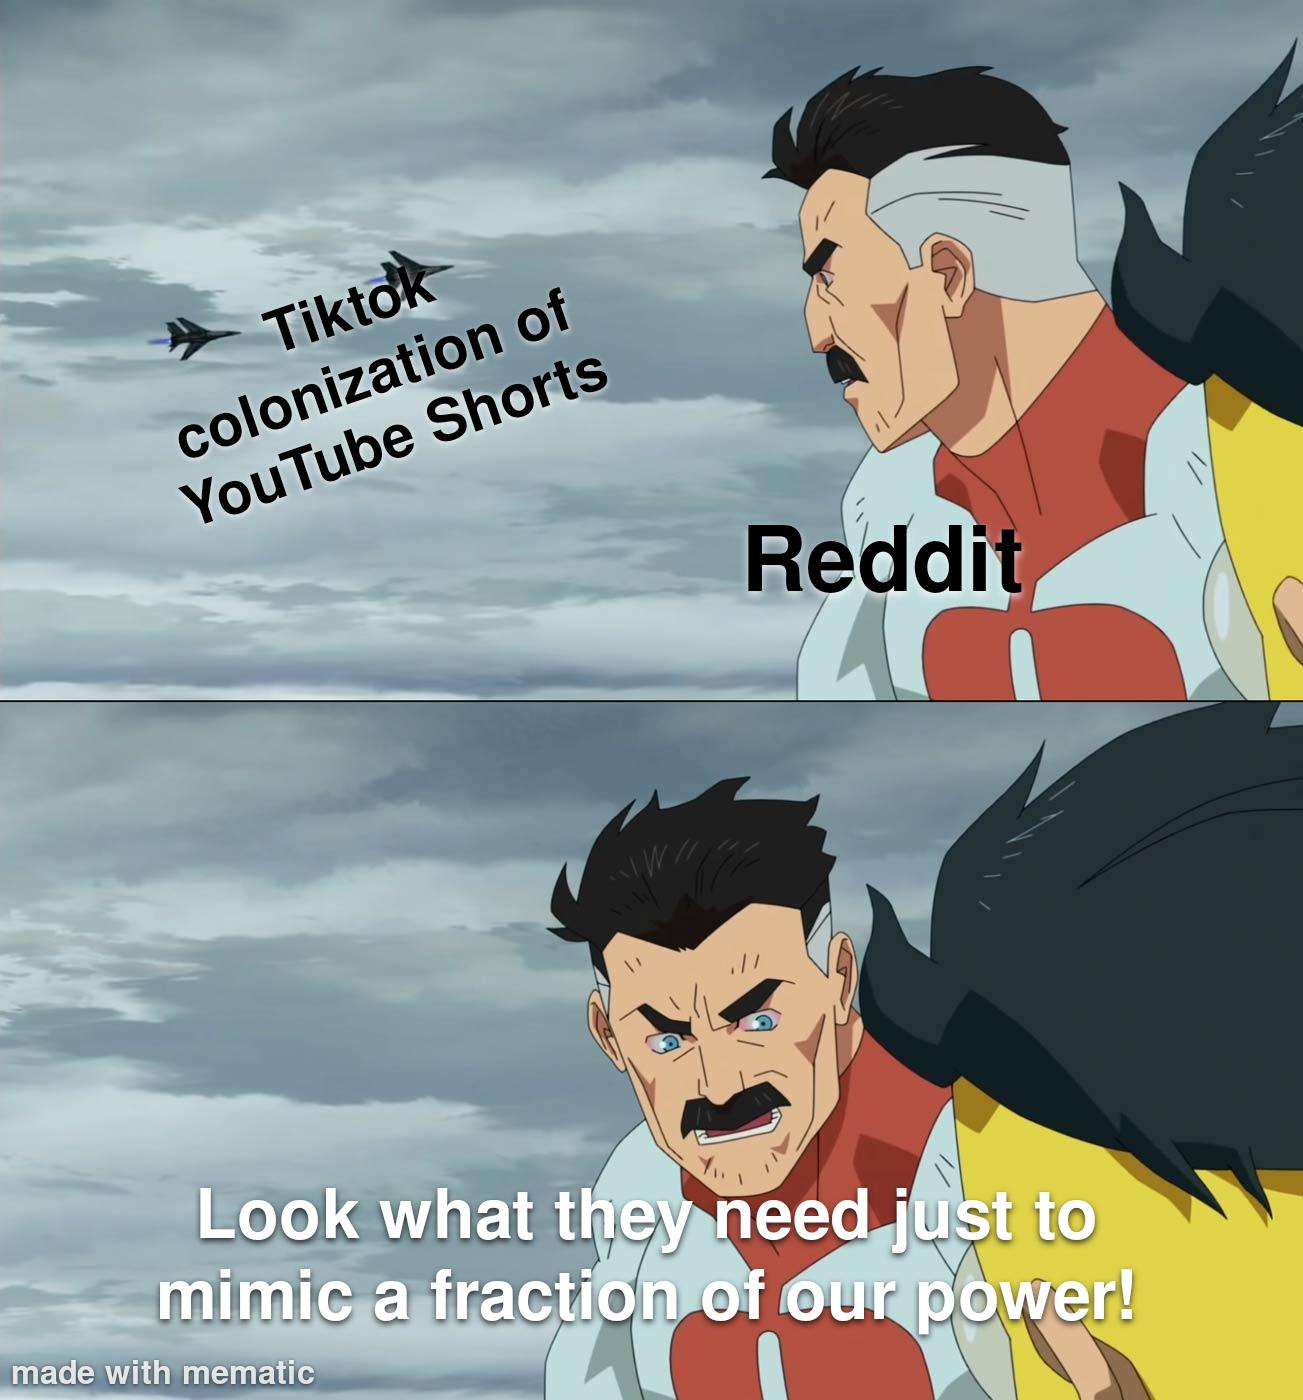 Tiktok
colonization of
YouTube Shorts
Reddit
Look what they need just to
mimic a fraction of our power!
made with mematic